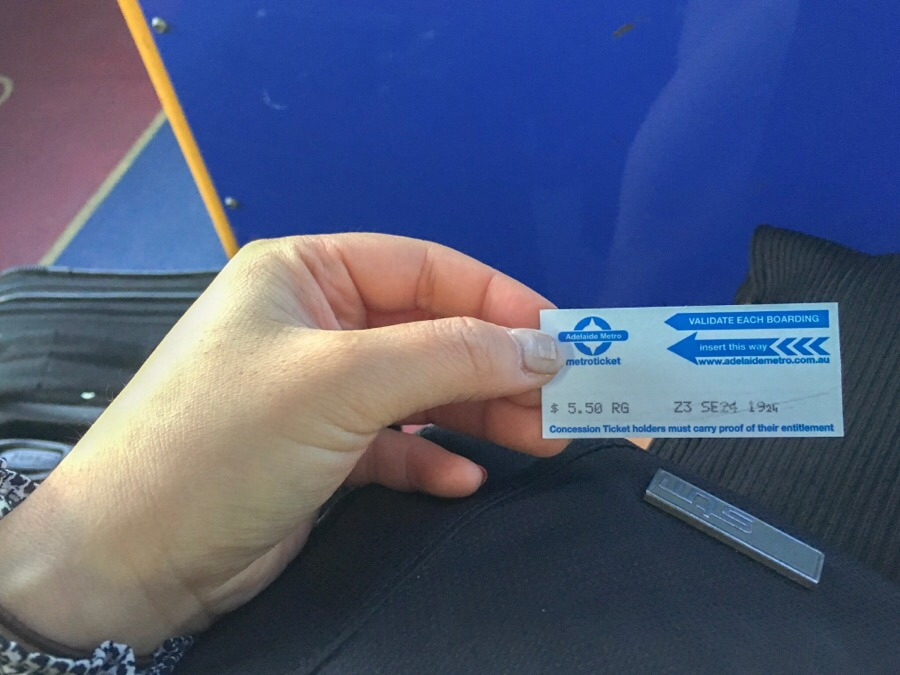 Adelaide Metro
metroticket
VALIDATE EACH BOARDING
insert this way
www.adelaidemetro.com.au
$ 5.50 RG Z3 SE24 1924
Concession Ticket holders must carry proof of their entitlement